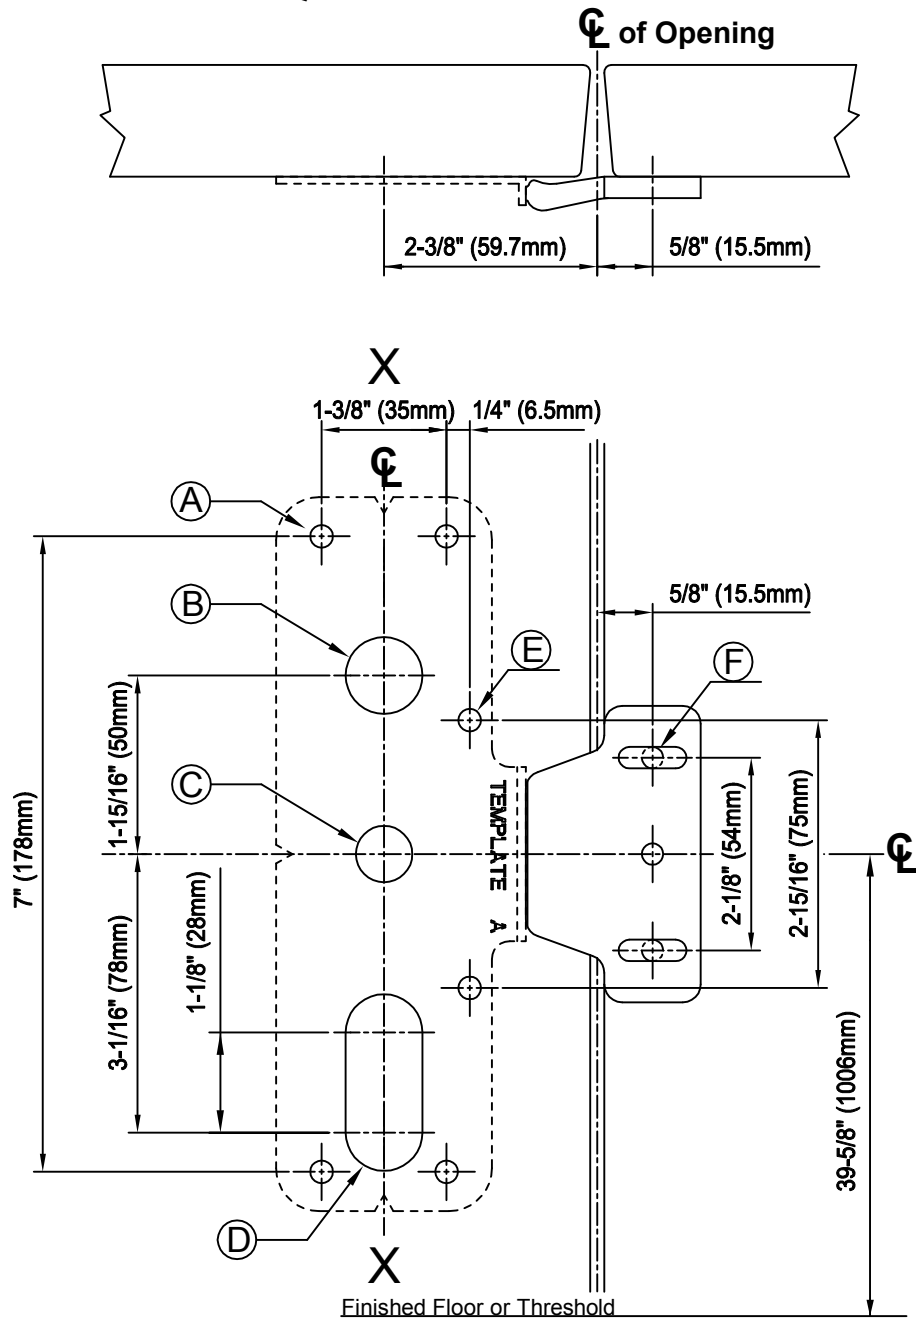 ℄ of Opening
2-3/8" (59.7mm)
5/8" (15.5mm)
X
1-3/8" (35mm)
1/4" (6.5mm)
℄
A
B
5/8" (15.5mm)
E
F
1-15/16" (50mm)
7" (178mm)
C
TEMPLATE A
2-1/8" (54mm)
2-15/16" (75mm)
℄
1-1/8" (28mm)
3-1/16" (78mm)
39-5/8" (1006mm)
D
X
Finished Floor or Threshold